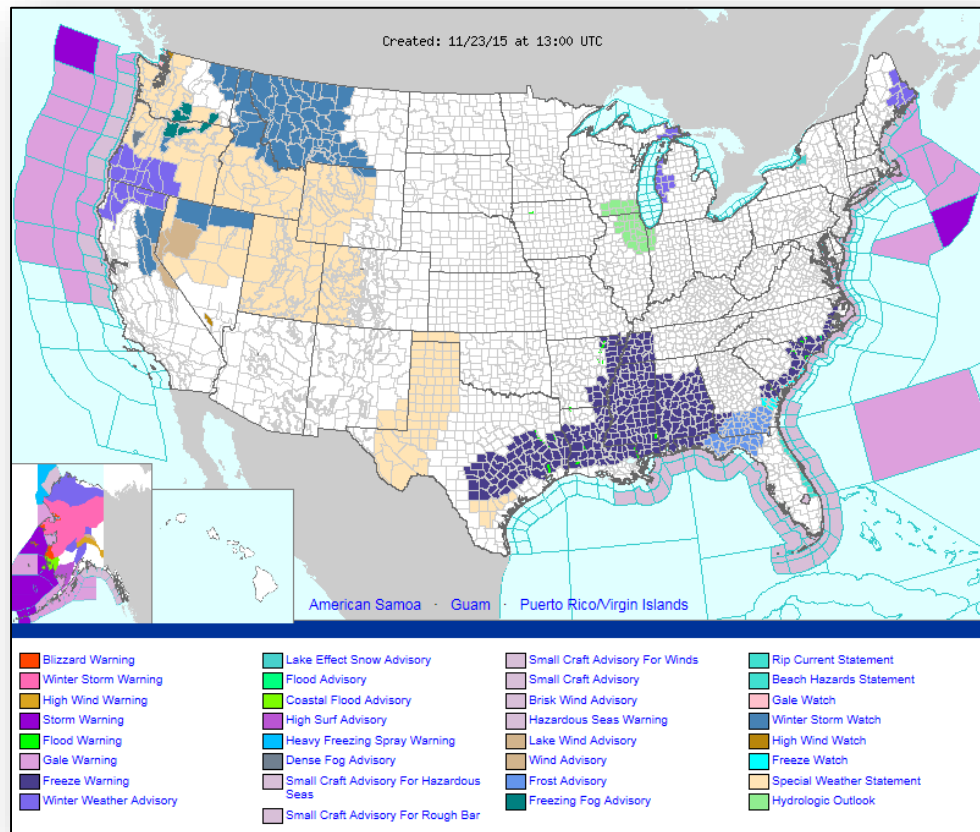 Created: 11/23/15 at 13:00 UTC
American Samoa · Guam · Puerto Rico/Virgin Islands
Blizzard Warning
Winter Storm Warning
High Wind Warning
Storm Warning
Flood Warning
Gale Warning
Freeze Warning
Winter Weather Advisory
Lake Effect Snow Advisory
Flood Advisory
Coastal Flood Advisory
High Surf Advisory
Heavy Freezing Spray Warning
Dense Fog Advisory
Small Craft Advisory For Hazardous
Seas
Small Craft Advisory For Rough Bar
Small Craft Advisory For Winds
Small Craft Advisory
Brisk Wind Advisory
Hazardous Seas Warning
Lake Wind Advisory
Wind Advisory
Frost Advisory
Freezing Fog Advisory
Rip Current Statement
Beach Hazards Statement
Gale Watch
Winter Storm Watch
High Wind Watch
Freeze Watch
Special Weather Statement
Hydrologic Outlook